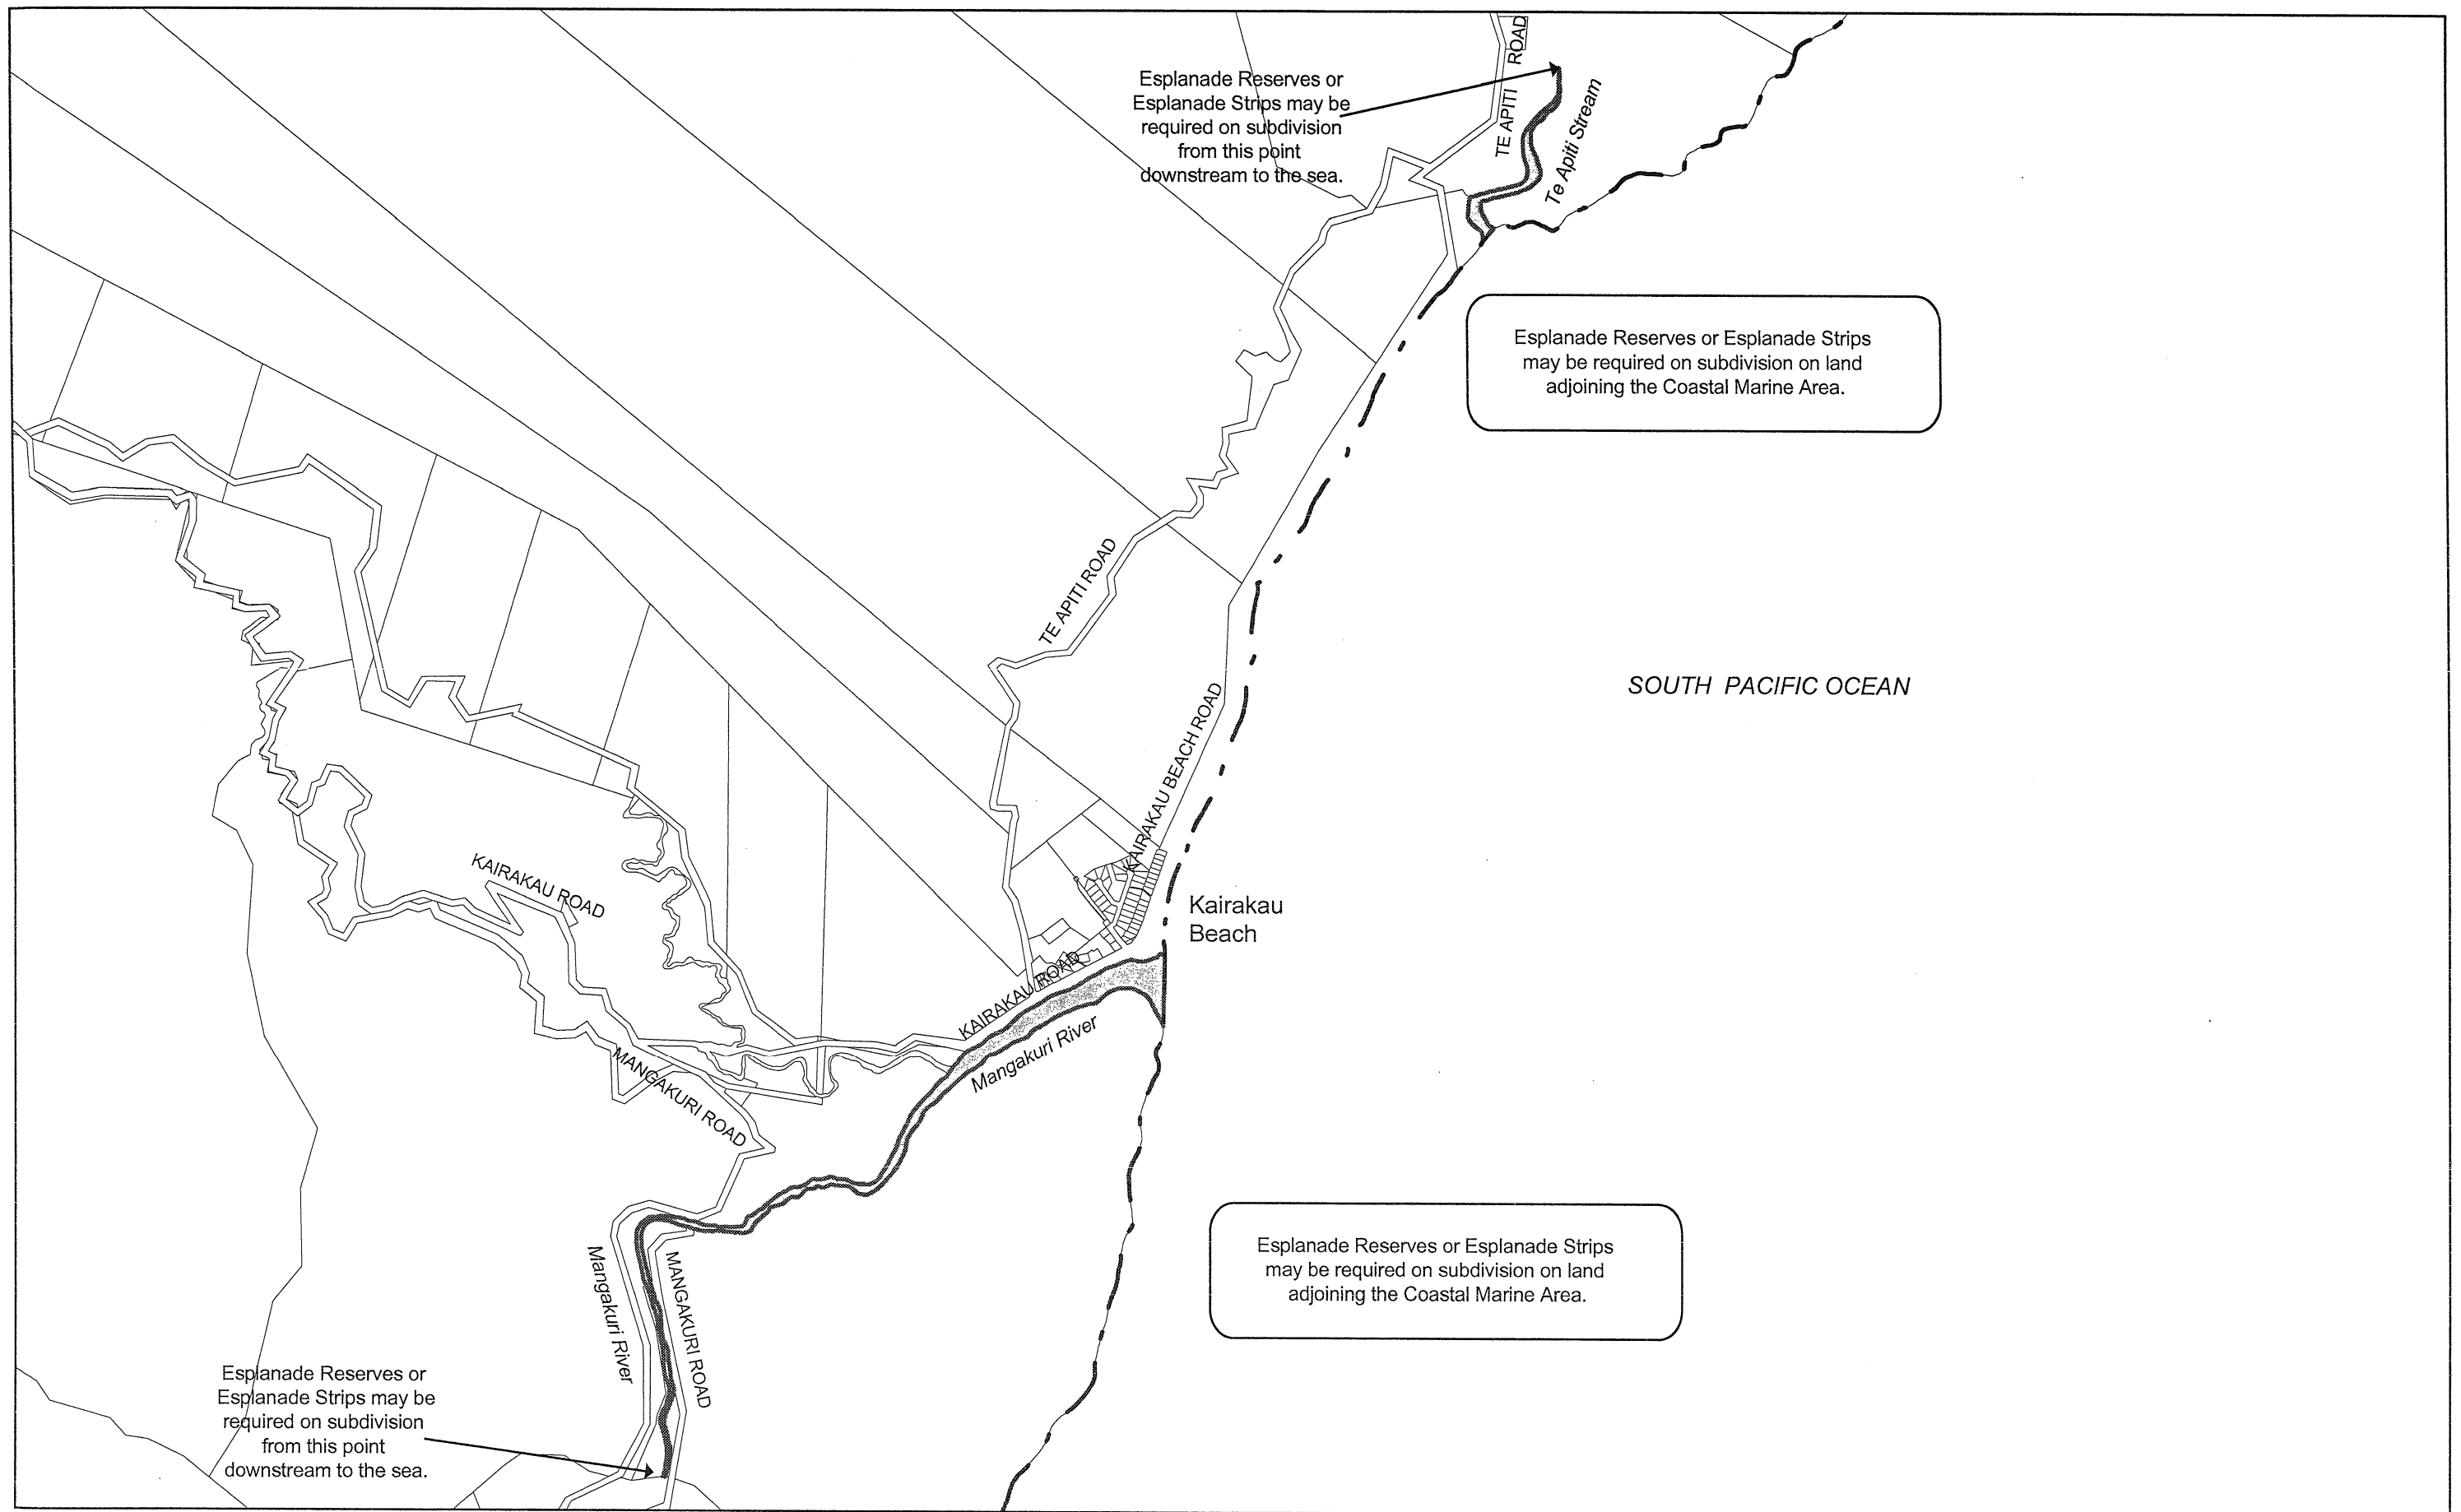 Esplanade Reserves or
Esplanade Strips may be
required on subdivision
from this point
downstream to the sea.
TE APITI ROAD
Te Apiti Stream
Esplanade Reserves or Esplanade Strips
may be required on subdivision on land
adjoining the Coastal Marine Area.
TE APITI ROAD
SOUTH PACIFIC OCEAN
KAIRAKAU BEACH ROAD
KAIRAKAU ROAD
Kairakau
Beach
KAIRAKAU ROAD
Mangakuri River
MANGAKURI ROAD
Esplanade Reserves or Esplanade Strips
may be required on subdivision on land
adjoining the Coastal Marine Area.
Mangakuri River
MANGAKURI ROAD
Esplanade Reserves or
Esplanade Strips may be
required on subdivision
from this point
downstream to the sea.